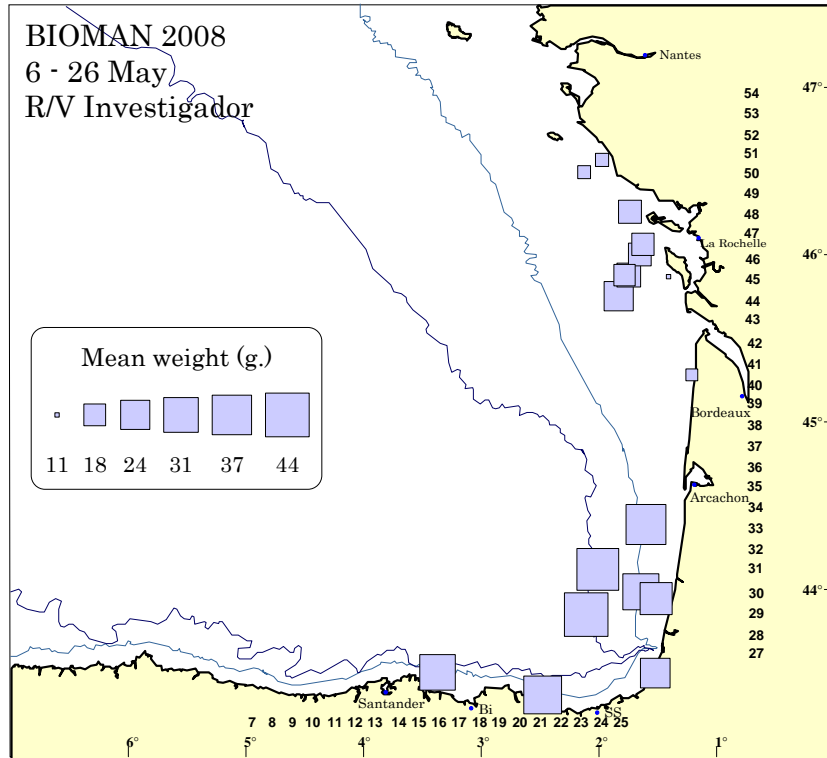 BIOMAN 2008
6 - 26 May
R/V Investigador
Nantes
47°
54
53
52
51
50
49
48
47
La Rochelle
46
46°
45
44
43
42
41
40
39
Bordeaux
45°
38
37
36
35
Arcachon
34
33
32
31
30
44°
29
28
27
Mean weight (g.)
11 18 24 31 37 44
Santander
Bi
SS
7 8 9 10 11 12 13 14 15 16 17 18 19 20 21 22 23 24 25
6° 5° 4° 3° 2° 1°